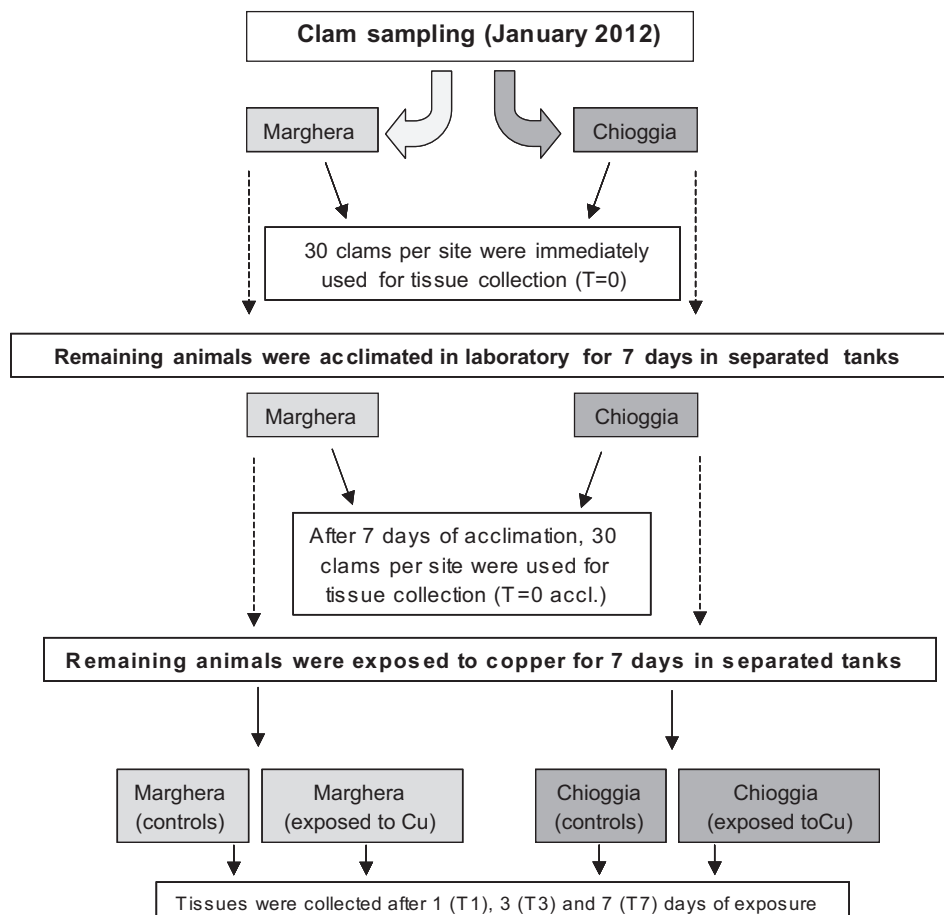 Clam sampling (January 2012)
Marghera
Chioggia
30 clams per site were immediately
used for tissue collection (T=0)
Remaining animals were acclimated in laboratory for 7 days in separated tanks
Marghera
Chioggia
After 7 days of acclimation, 30
clams per site were used for
tissue collection (T=0 accl.)
Remaining animals were exposed to copper for 7 days in separated tanks
Marghera
(controls)
Marghera
(exposed to Cu)
Chioggia
(controls)
Chioggia
(exposed toCu)
Tissues were collected after 1 (T1), 3 (T3) and 7 (T7) days of exposure